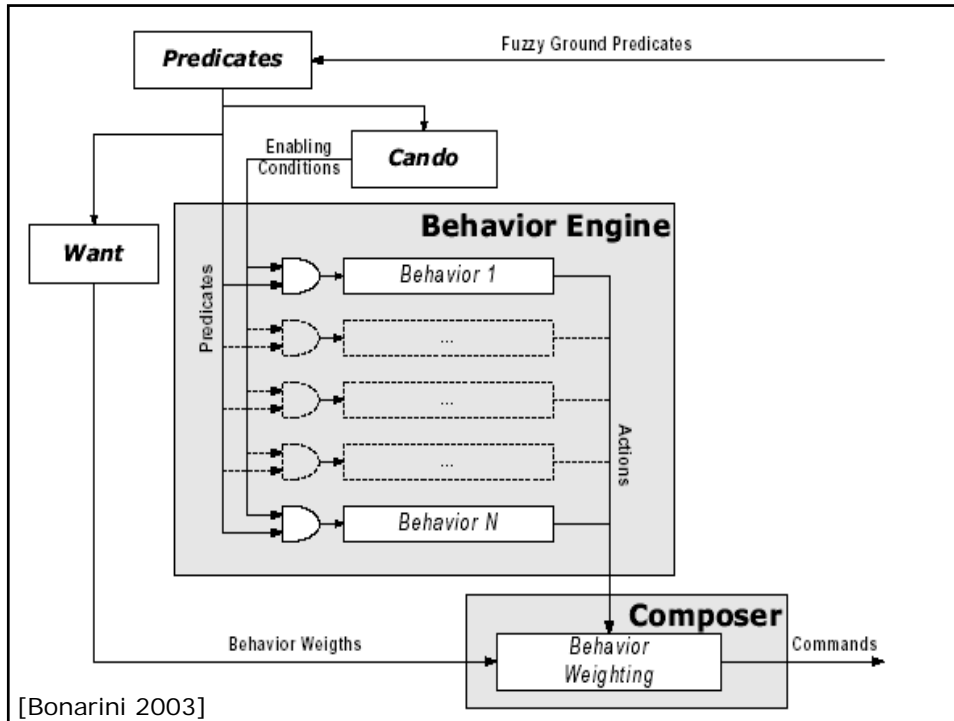 Fuzzy Ground Predicates
Predicates
Enabling
Conditions
Cando
Want
Behavior Engine
Predicates
Behavior 1
...
...
...
Behavior N
Actions
Composer
Behavior Weigths
Behavior
Weighting
Commands
[Bonarini 2003]